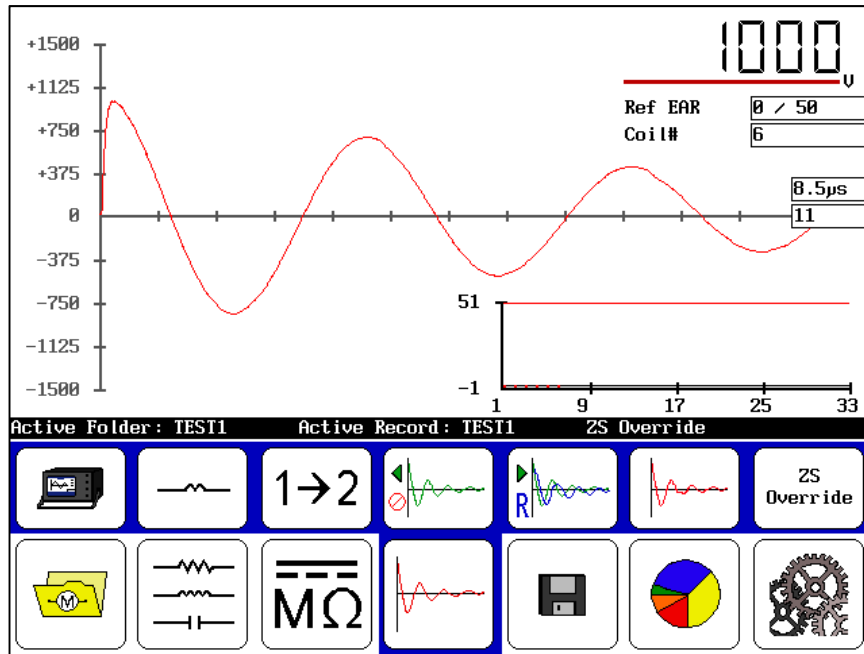 1000
V
+1500
+1125
+750
+375
0
-375
-750
-1125
-1500
Ref EAR 0 / 50
Coil# 6
8.5µs
11
51
-1
1 9 17 25 33
Active Folder: TEST1 Active Record: TEST1 ZS Override
1→2
R
ZS
Override
M
MΩ